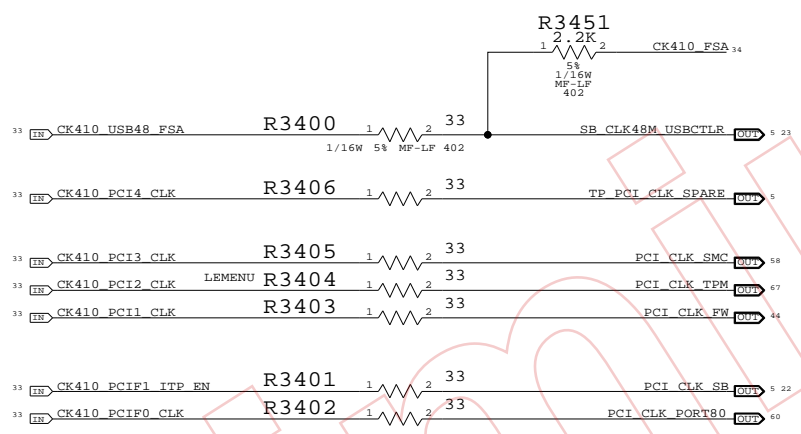 R3451
2.2K
1 2 CK410_FSA 34
5%
1/16W
MF-LF
402
33 IN CK410_USB48_FSA R3400 1 2 33 SB_CLK48M_USBCTLR OUT 5 23
1/16W 5% MF-LF 402
33 IN CK410_PCI4_CLK R3406 1 2 33 TP_PCI_CLK_SPARE OUT 5
33 IN CK410_PCI3_CLK R3405 1 2 33 PCI_CLK_SMC OUT 58
33 IN CK410_PCI2_CLK LEMENU R3404 1 2 33 PCI_CLK_TPM OUT 67
33 IN CK410_PCI1_CLK R3403 1 2 33 PCI_CLK_FW OUT 44
33 IN CK410_PCIF1_ITP_EN R3401 1 2 33 PCI_CLK_SB OUT 5 22
33 IN CK410_PCIF0_CLK R3402 1 2 33 PCI_CLK_PORT80 OUT 60